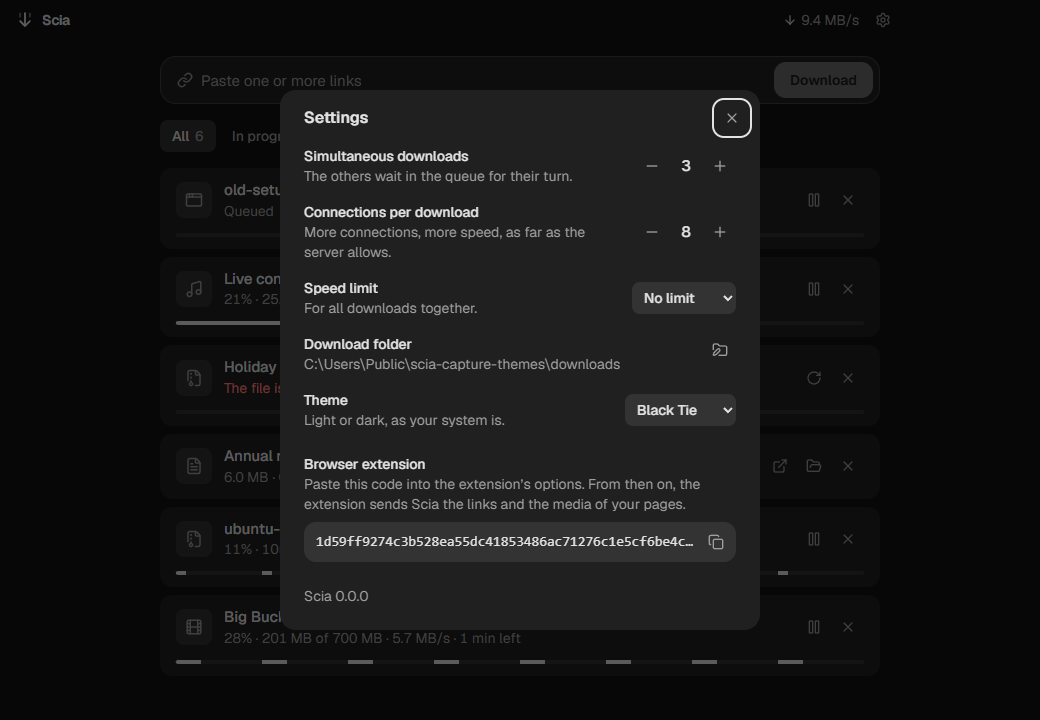 Scia
9.4 MB/s
Paste one or more links
Download
All 6
In progr
Settings
Simultaneous downloads
The others wait in the queue for their turn.
3
Connections per download
More connections, more speed, as far as the
server allows.
8
Speed limit
For all downloads together.
No limit
Download folder
C:\Users\Public\scia-capture-themes\downloads
Theme
Light or dark, as your system is.
Black Tie
Browser extension
Paste this code into the extension's options. From then on, the
extension sends Scia the links and the media of your pages.
1d59ff9274c3b528ea55dc41853486ac71276c1e5cf6be4c…
Scia 0.0.0
old-setu
Queued
Live con
21% · 25
Holiday
The file is
Annual r
6.0 MB ·
ubuntu-
11% · 10
Big Buc
28% · 201 MB of 700 MB · 5.7 MB/s · 1 min left